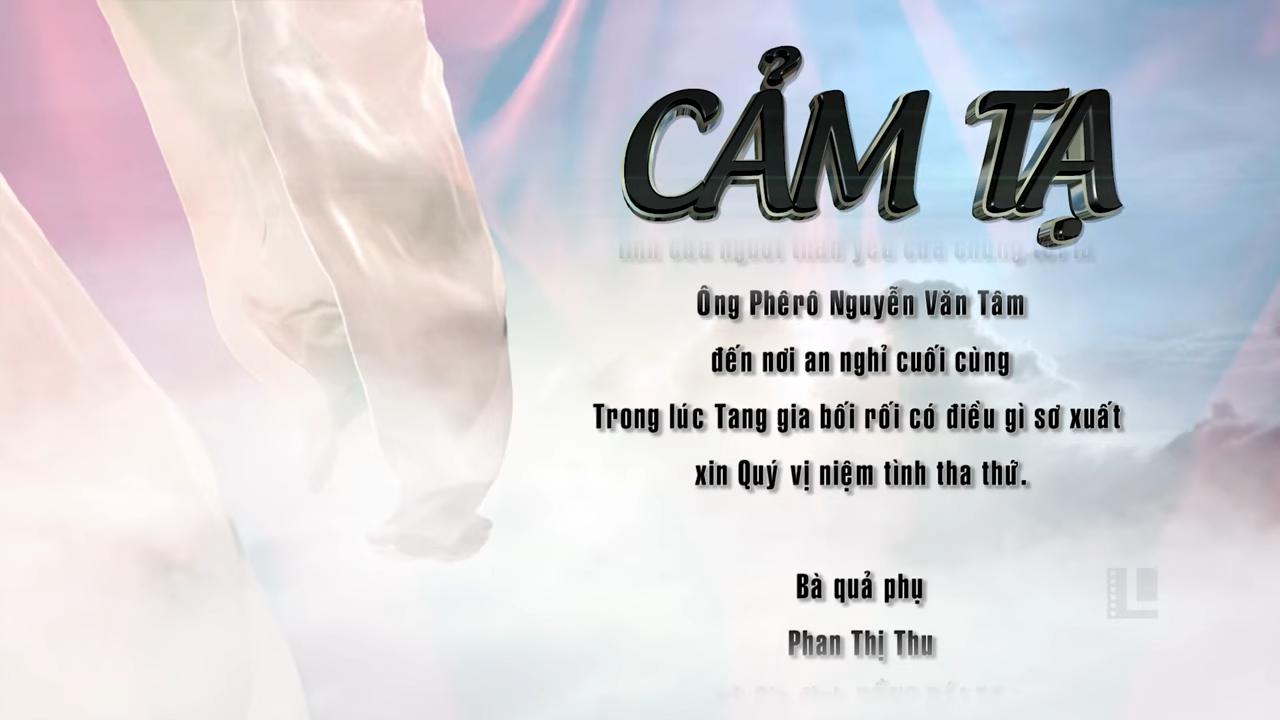 CẢM TẠ
Ông Phêrô Nguyễn Văn Tâm
đến nơi an nghỉ cuối cùng
Trong lúc Tang gia bối rối có điều gì sơ xuất
xin Quý vị niệm tình tha thứ.
Bà quả phụ
Phan Thị Thu